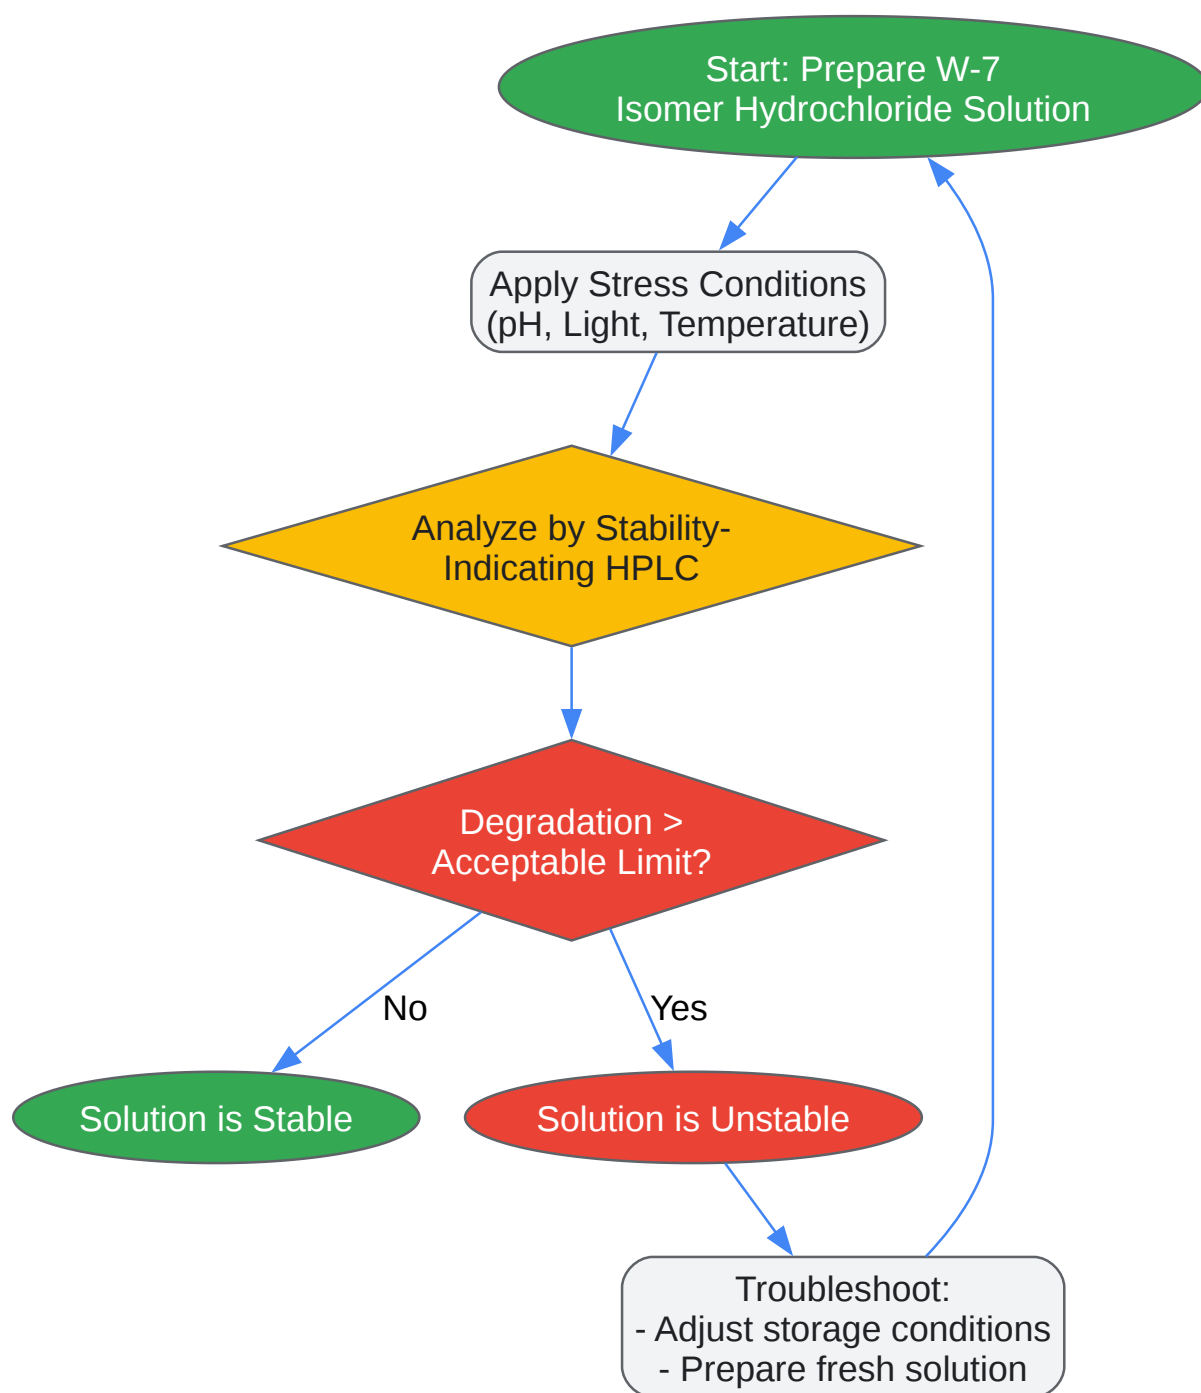 Start: Prepare W-7
Isomer Hydrochloride Solution
Apply Stress Conditions
(pH, Light, Temperature)
Analyze by Stability-
Indicating HPLC
Degradation >
Acceptable Limit?
No
Yes
Solution is Stable
Solution is Unstable
Troubleshoot:
- Adjust storage conditions
- Prepare fresh solution